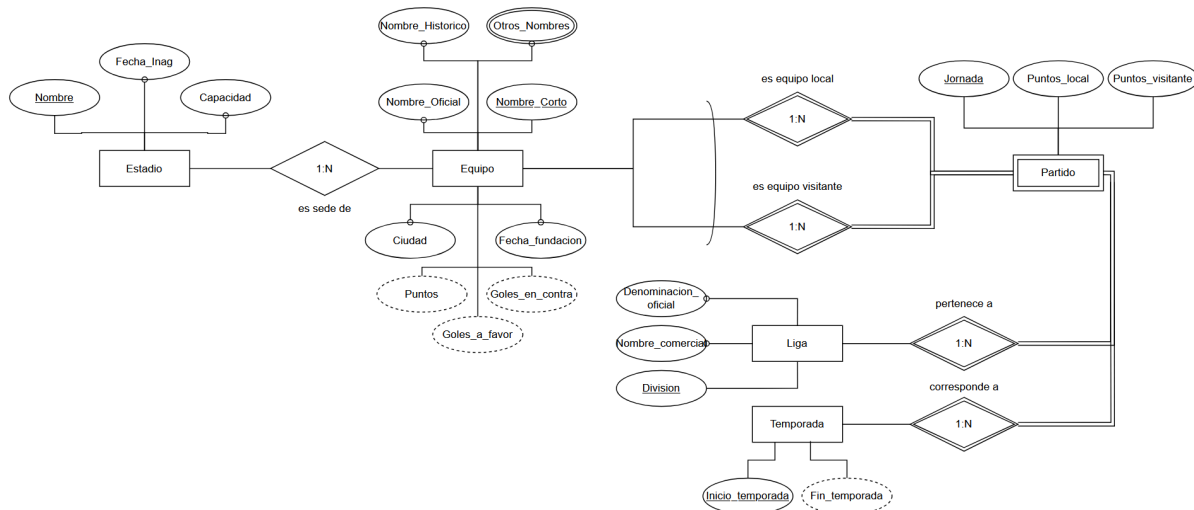 Nombre_Historico
Otros_Nombres
Fecha_Inag
Nombre
Capacidad
Nombre_Oficial
Nombre_Corto
es equipo local
1:N
Jornada
Puntos_local
Puntos_visitante
Estadio
1:N
es sede de
Equipo
Partido
es equipo visitante
1:N
Ciudad
Fecha_fundacion
Puntos
Goles_en_contra
Goles_a_favor
Denominacion_
oficial
Nombre_comercial
Division
Liga
pertenece a
1:N
corresponde a
1:N
Temporada
Inicio_temporada
Fin_temporada